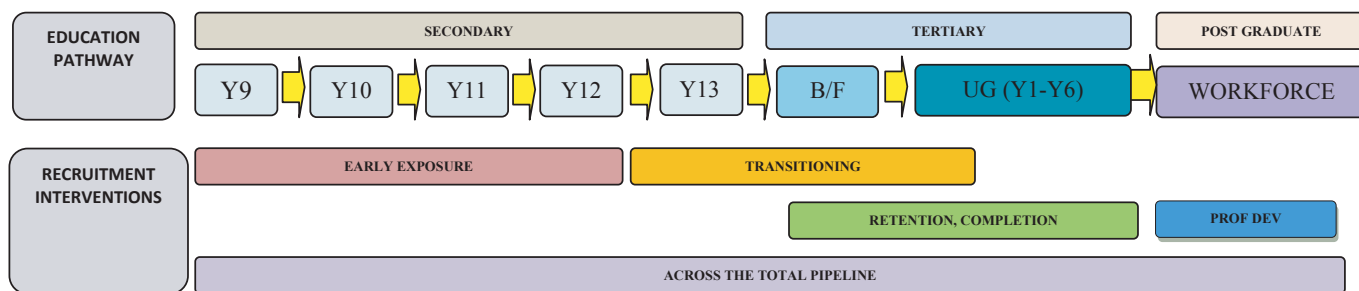 EDUCATION
PATHWAY
SECONDARY
TERTIARY
POST GRADUATE
Y9
Y10
Y11
Y12
Y13
B/F
UG (Y1-Y6)
WORKFORCE
RECRUITMENT
INTERVENTIONS
EARLY EXPOSURE
TRANSITIONING
RETENTION, COMPLETION
PROF DEV
ACROSS THE TOTAL PIPELINE